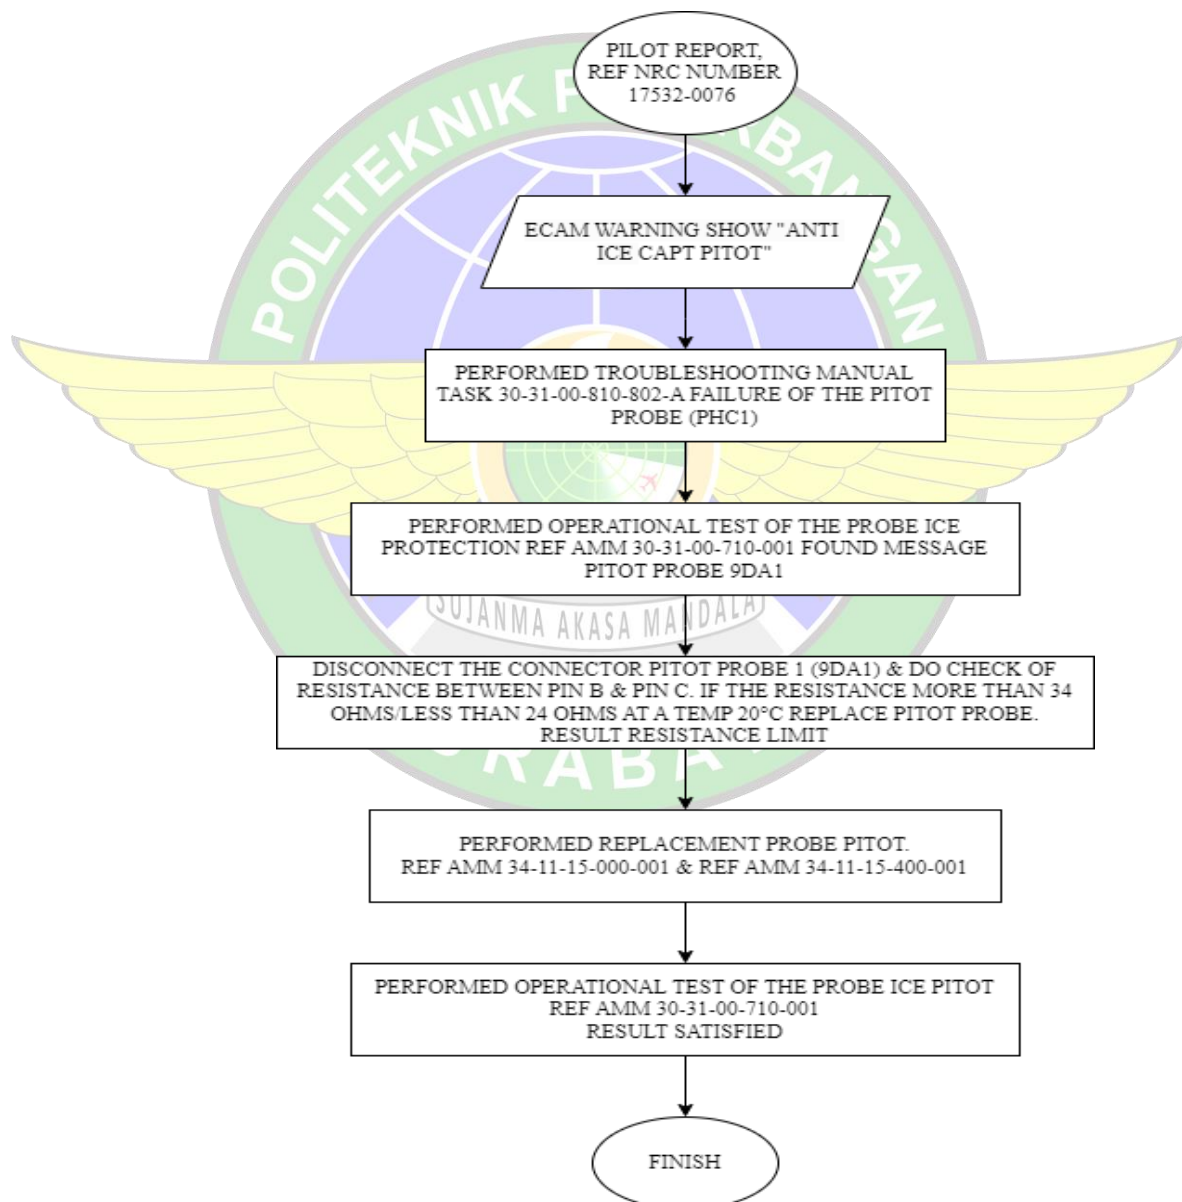 PILOT REPORT,
REF NRC NUMBER
17532-0076
ECAM WARNING SHOW "ANTI
ICE CAPT PITOT"
PERFORMED TROUBLESHOOTING MANUAL
TASK 30-31-00-810-802-A FAILURE OF THE PITOT
PROBE (PHC1)
PERFORMED OPERATIONAL TEST OF THE PROBE ICE
PROTECTION REF AMM 30-31-00-710-001 FOUND MESSAGE
PITOT PROBE 9DA1
DISCONNECT THE CONNECTOR PITOT PROBE 1 (9DA1) & DO CHECK OF
RESISTANCE BETWEEN PIN B & PIN C. IF THE RESISTANCE MORE THAN 34
OHMS/LESS THAN 24 OHMS AT A TEMP 20°C REPLACE PITOT PROBE.
RESULT RESISTANCE LIMIT
PERFORMED REPLACEMENT PROBE PITOT.
REF AMM 34-11-15-000-001 & REF AMM 34-11-15-400-001
PERFORMED OPERATIONAL TEST OF THE PROBE ICE PITOT
REF AMM 30-31-00-710-001
RESULT SATISFIED
FINISH
POLITEKNIK
SUJANMA AKASA MANDALA